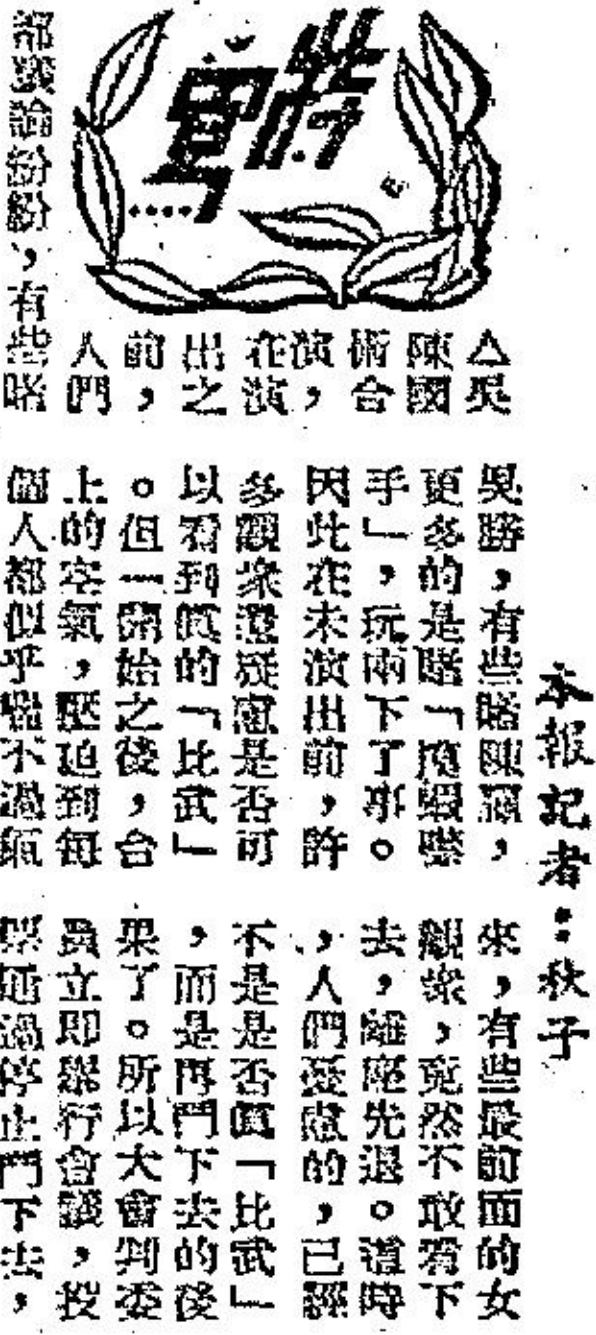 特寫
本報記者：秋子
△吳
陳國
術合
演，
在演
出之
前，
人們
都議論紛紛，有些賭
吳勝，有些賭陳贏，
更多的是賭「蝦
手」，玩兩下了事。
因此在未演出前，許
多觀衆還疑慮是否可
以看到眞的「比武」
。但一開始之後，台
上的空氣，壓迫到每
個人都似乎喘不過氣
來，有些最前面的女
觀衆，竟然不敢看下
去，離座先退。這時
，人們憂慮的，已經
不是是否眞「比武」
，而是再鬥下去的後
果了。所以大會判委
員立即舉行會議，投
票通過停止鬥下去，